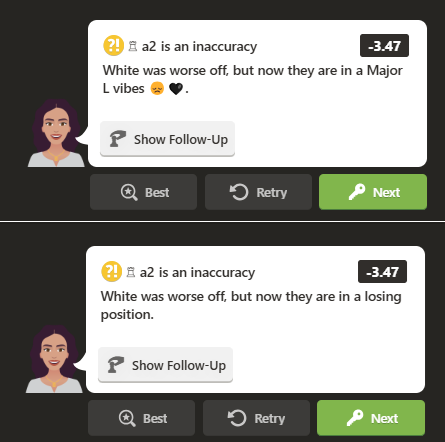 ?! ♖ a2 is an inaccuracy
-3.47
White was worse off, but now they are in a Major
L vibes 😞 🖤.
Show Follow-Up
Best
Retry
Next
?! ♖ a2 is an inaccuracy
-3.47
White was worse off, but now they are in a losing
position.
Show Follow-Up
Best
Retry
Next